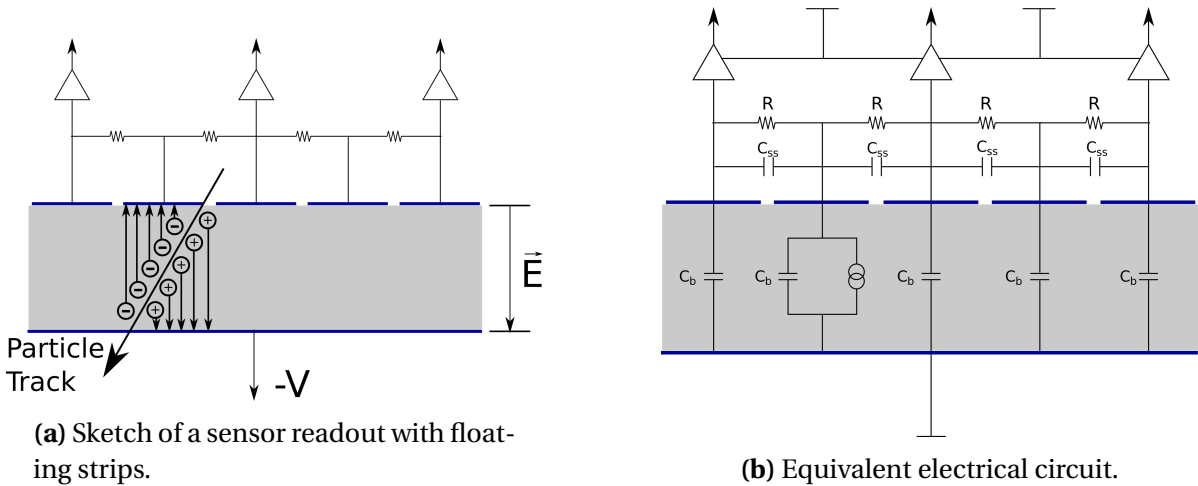 E
Particle
Track
-V
(a) Sketch of a sensor readout with float-
ing strips.
R R R R
Css Css Css Css
Cb Cb Cb Cb Cb
(b) Equivalent electrical circuit.